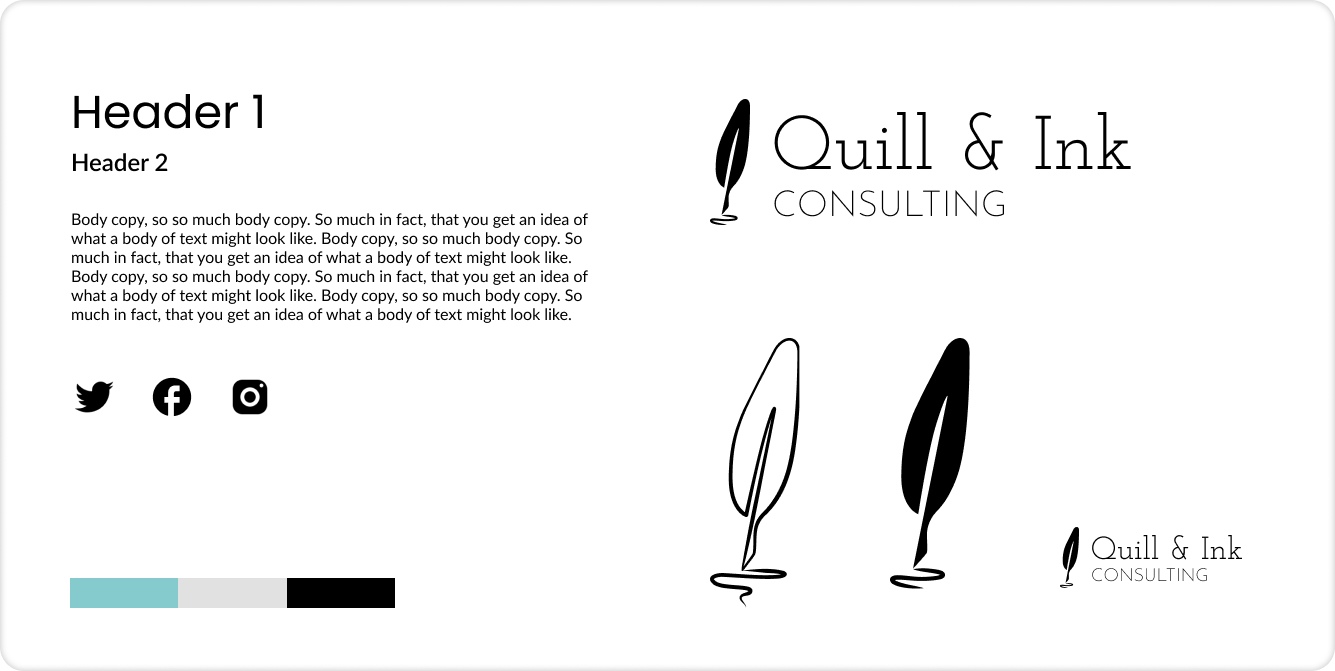 Header 1
Header 2
Body copy, so so much body copy. So much in fact, that you get an idea of
what a body of text might look like. Body copy, so so much body copy. So
much in fact, that you get an idea of what a body of text might look like.
Body copy, so so much body copy. So much in fact, that you get an idea of
what a body of text might look like. Body copy, so so much body copy. So
much in fact, that you get an idea of what a body of text might look like.
Quill & Ink
CONSULTING
Quill & Ink
CONSULTING